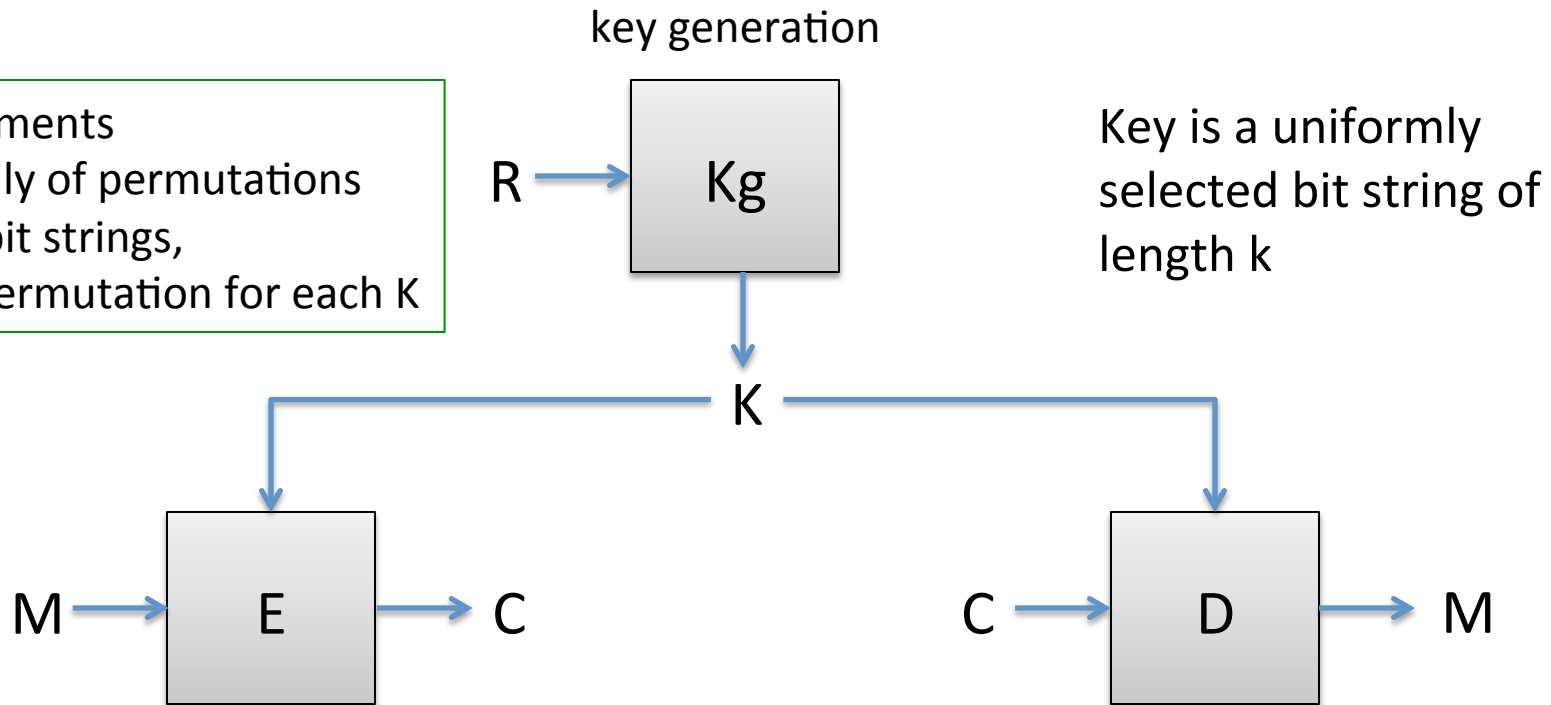 key generation
ments
ly of permutations
bit strings,
ermutation for each K
R
Kg
Key is a uniformly
selected bit string of
length k
K
M
E
C
C
D
M